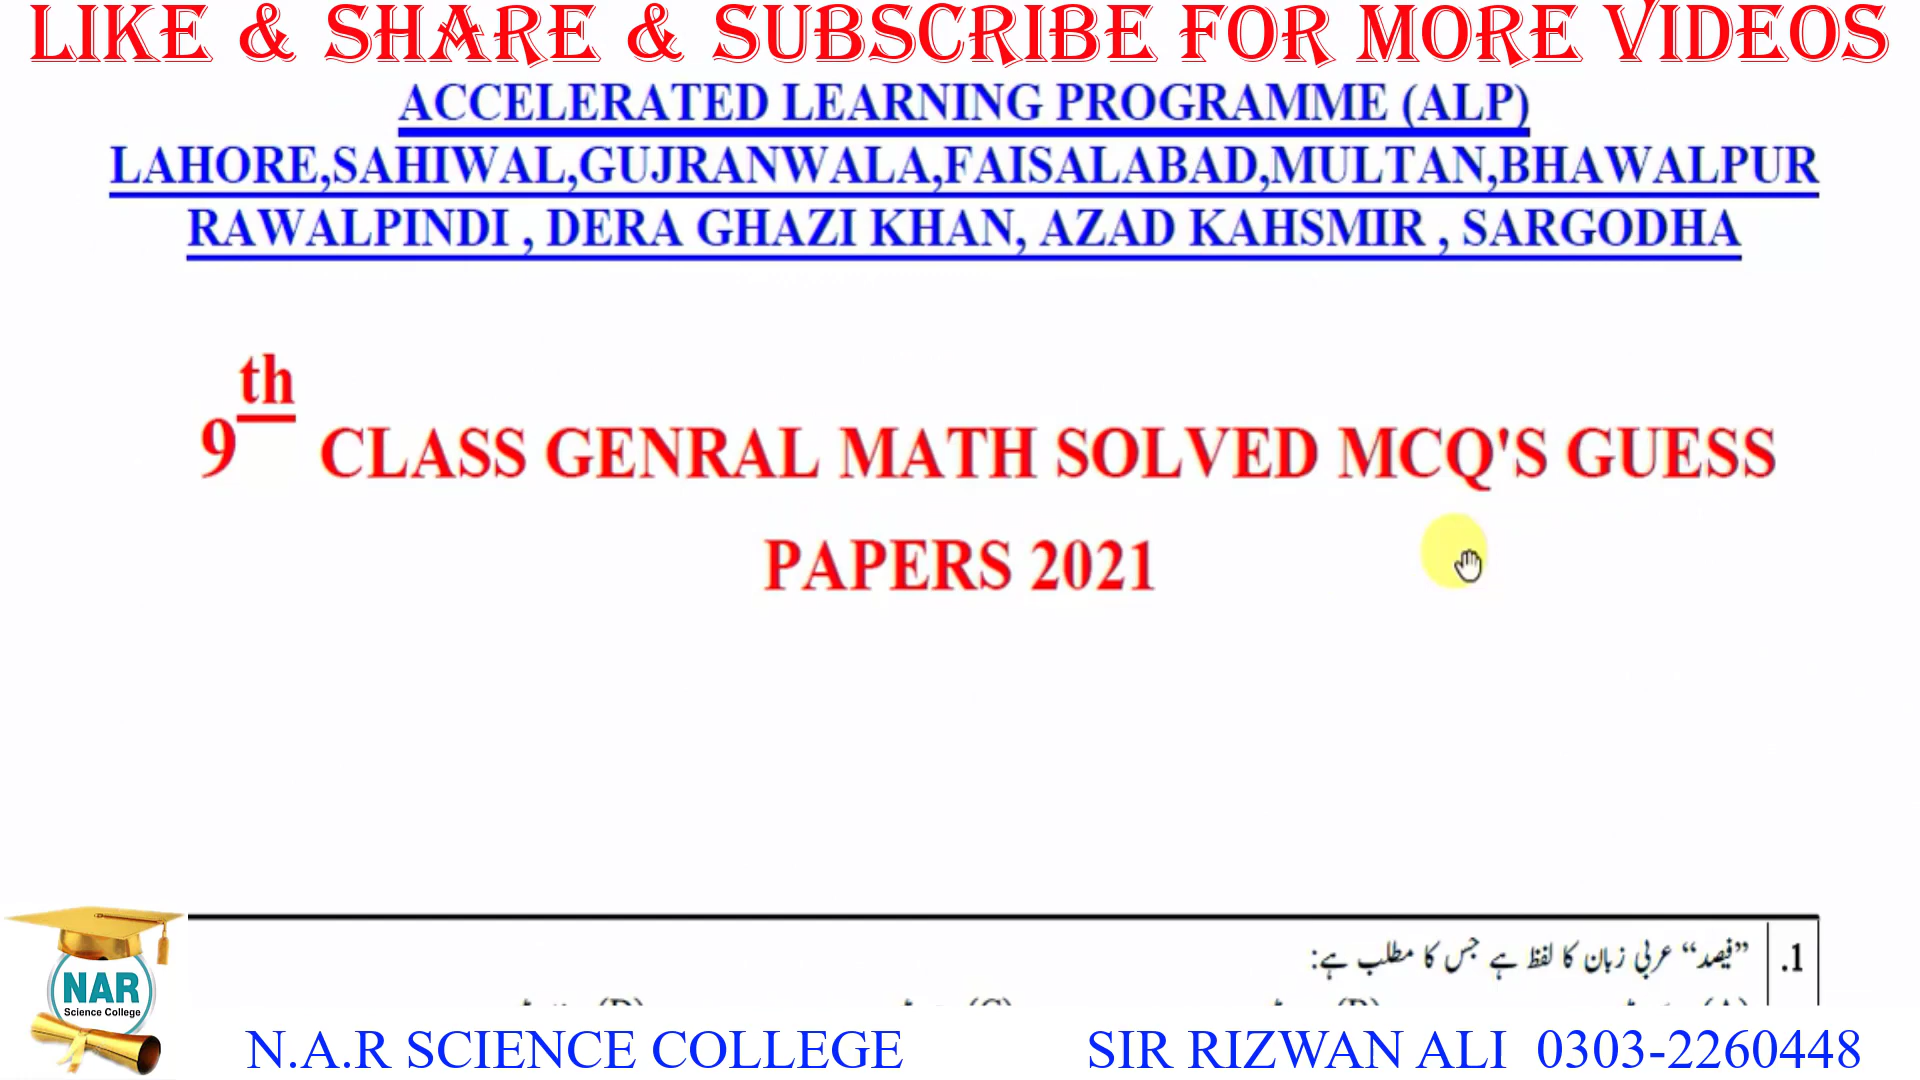 LIKE & SHARE & SUBSCRIBE FOR MORE VIDEOS
ACCELERATED LEARNING PROGRAMME (ALP)
LAHORE,SAHIWAL,GUJRANWALA,FAISALABAD,MULTAN,BHAWALPUR
RAWALPINDI , DERA GHAZI KHAN, AZAD KAHSMIR , SARGODHA
9th CLASS GENRAL MATH SOLVED MCQ'S GUESS
PAPERS 2021
1. ”فیصد“ عربی زبان کا لفظ ہے جس کا مطلب ہے:
NAR
Science College
N.A.R SCIENCE COLLEGE SIR RIZWAN ALI 0303-2260448